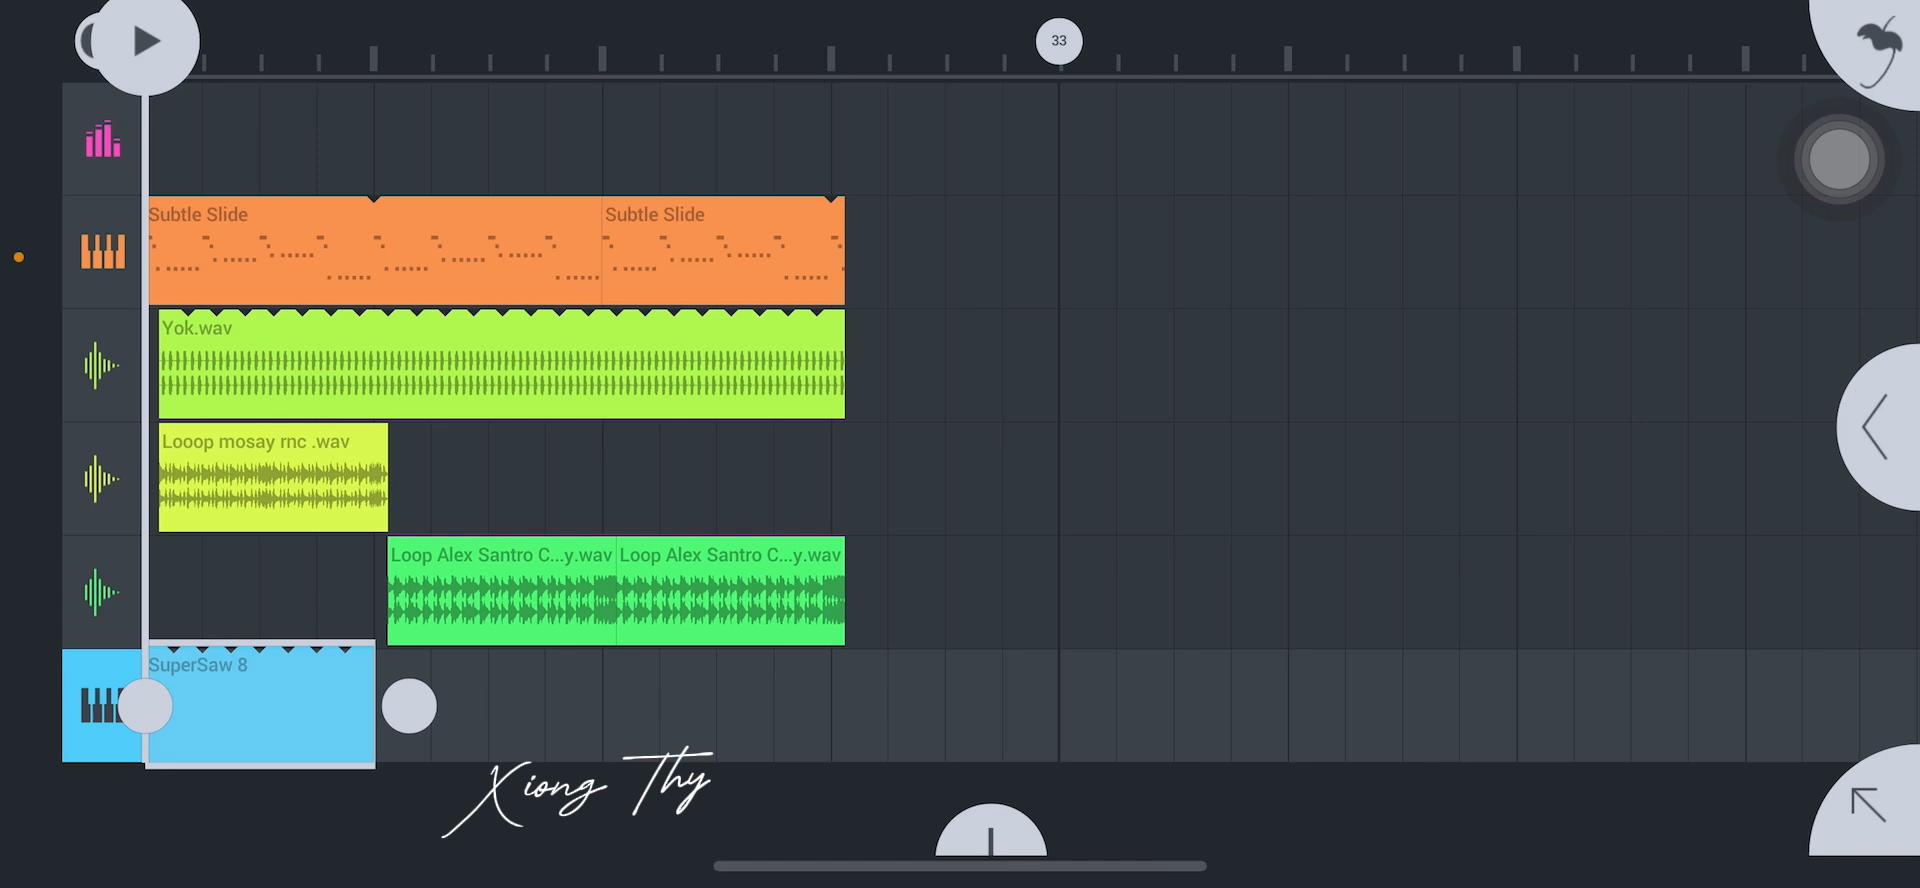 33
Subtle Slide
Subtle Slide
Yok.wav
Looop mosay rnc .wav
Loop Alex Santro C...y.wav
Loop Alex Santro C...y.wav
SuperSaw 8
Xiong Thy